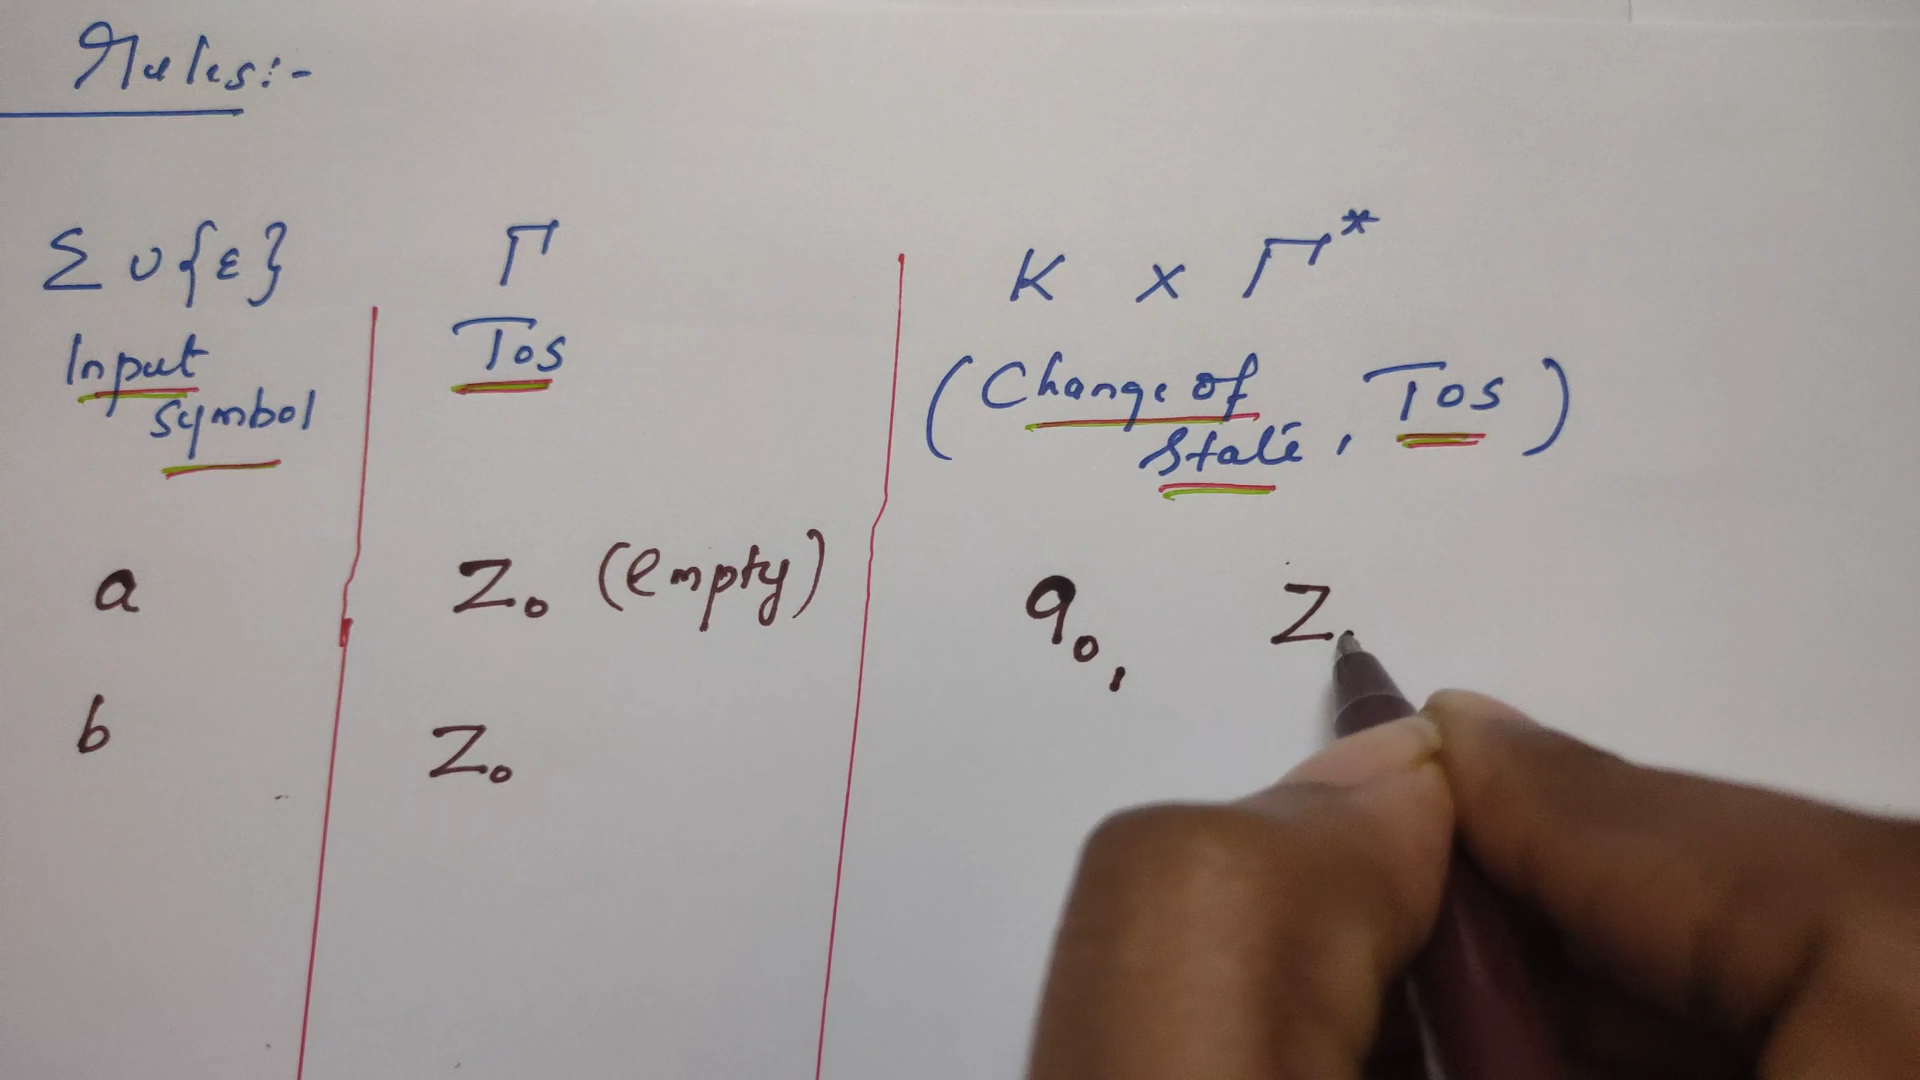 Rules:-
Σ ∪ {ε} Γ K × Γ*
Input Symbol TOS (Change of State, TOS)
a Z₀ (empty) q₀, Z
b Z₀